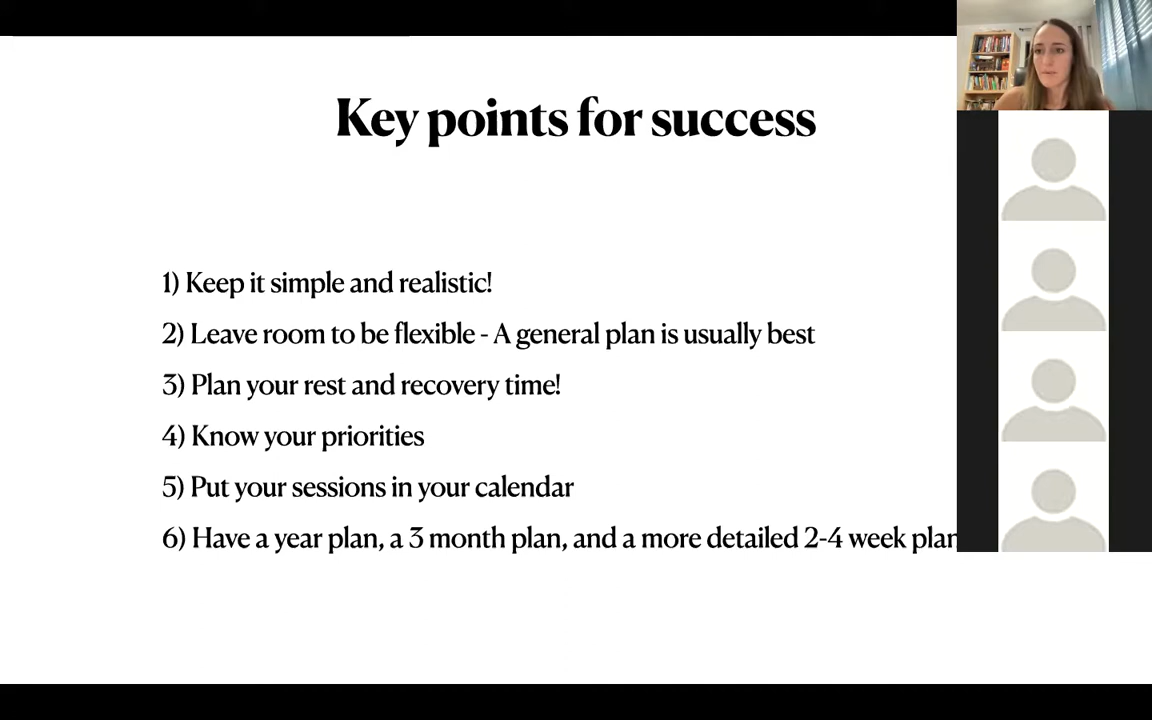 Key points for success
1) Keep it simple and realistic!
2) Leave room to be flexible - A general plan is usually best
3) Plan your rest and recovery time!
4) Know your priorities
5) Put your sessions in your calendar
6) Have a year plan, a 3 month plan, and a more detailed 2-4 week plan